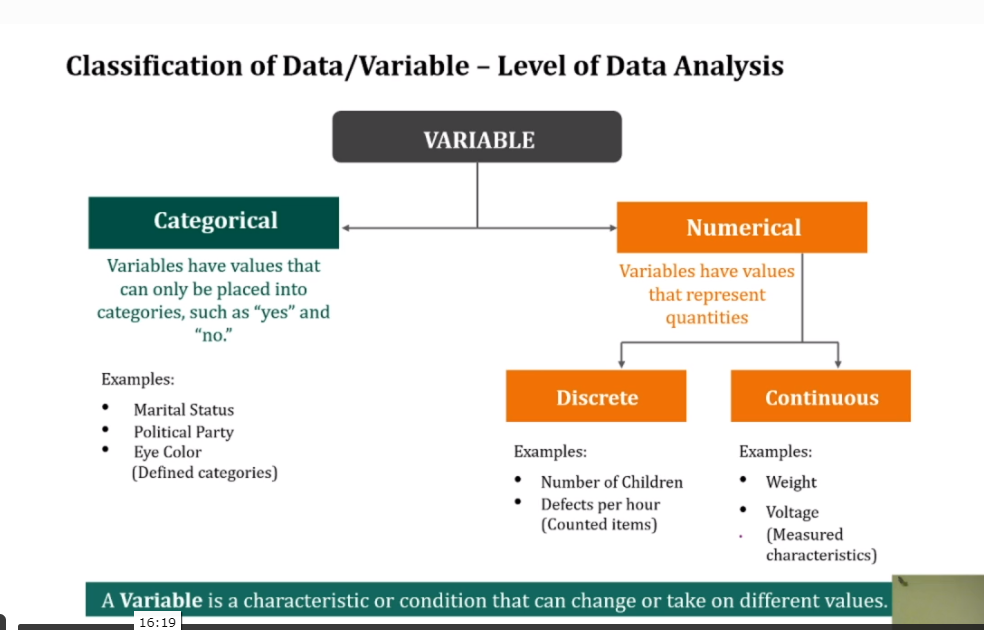 Classification of Data/Variable – Level of Data Analysis
VARIABLE
Categorical
Variables have values that
can only be placed into
categories, such as “yes” and
“no.”
Examples:
• Marital Status
• Political Party
• Eye Color
(Defined categories)
Numerical
Variables have values
that represent
quantities
Discrete
Examples:
• Number of Children
• Defects per hour
(Counted items)
Continuous
Examples:
• Weight
• Voltage
(Measured
characteristics)
A Variable is a characteristic or condition that can change or take on different values.
16:19